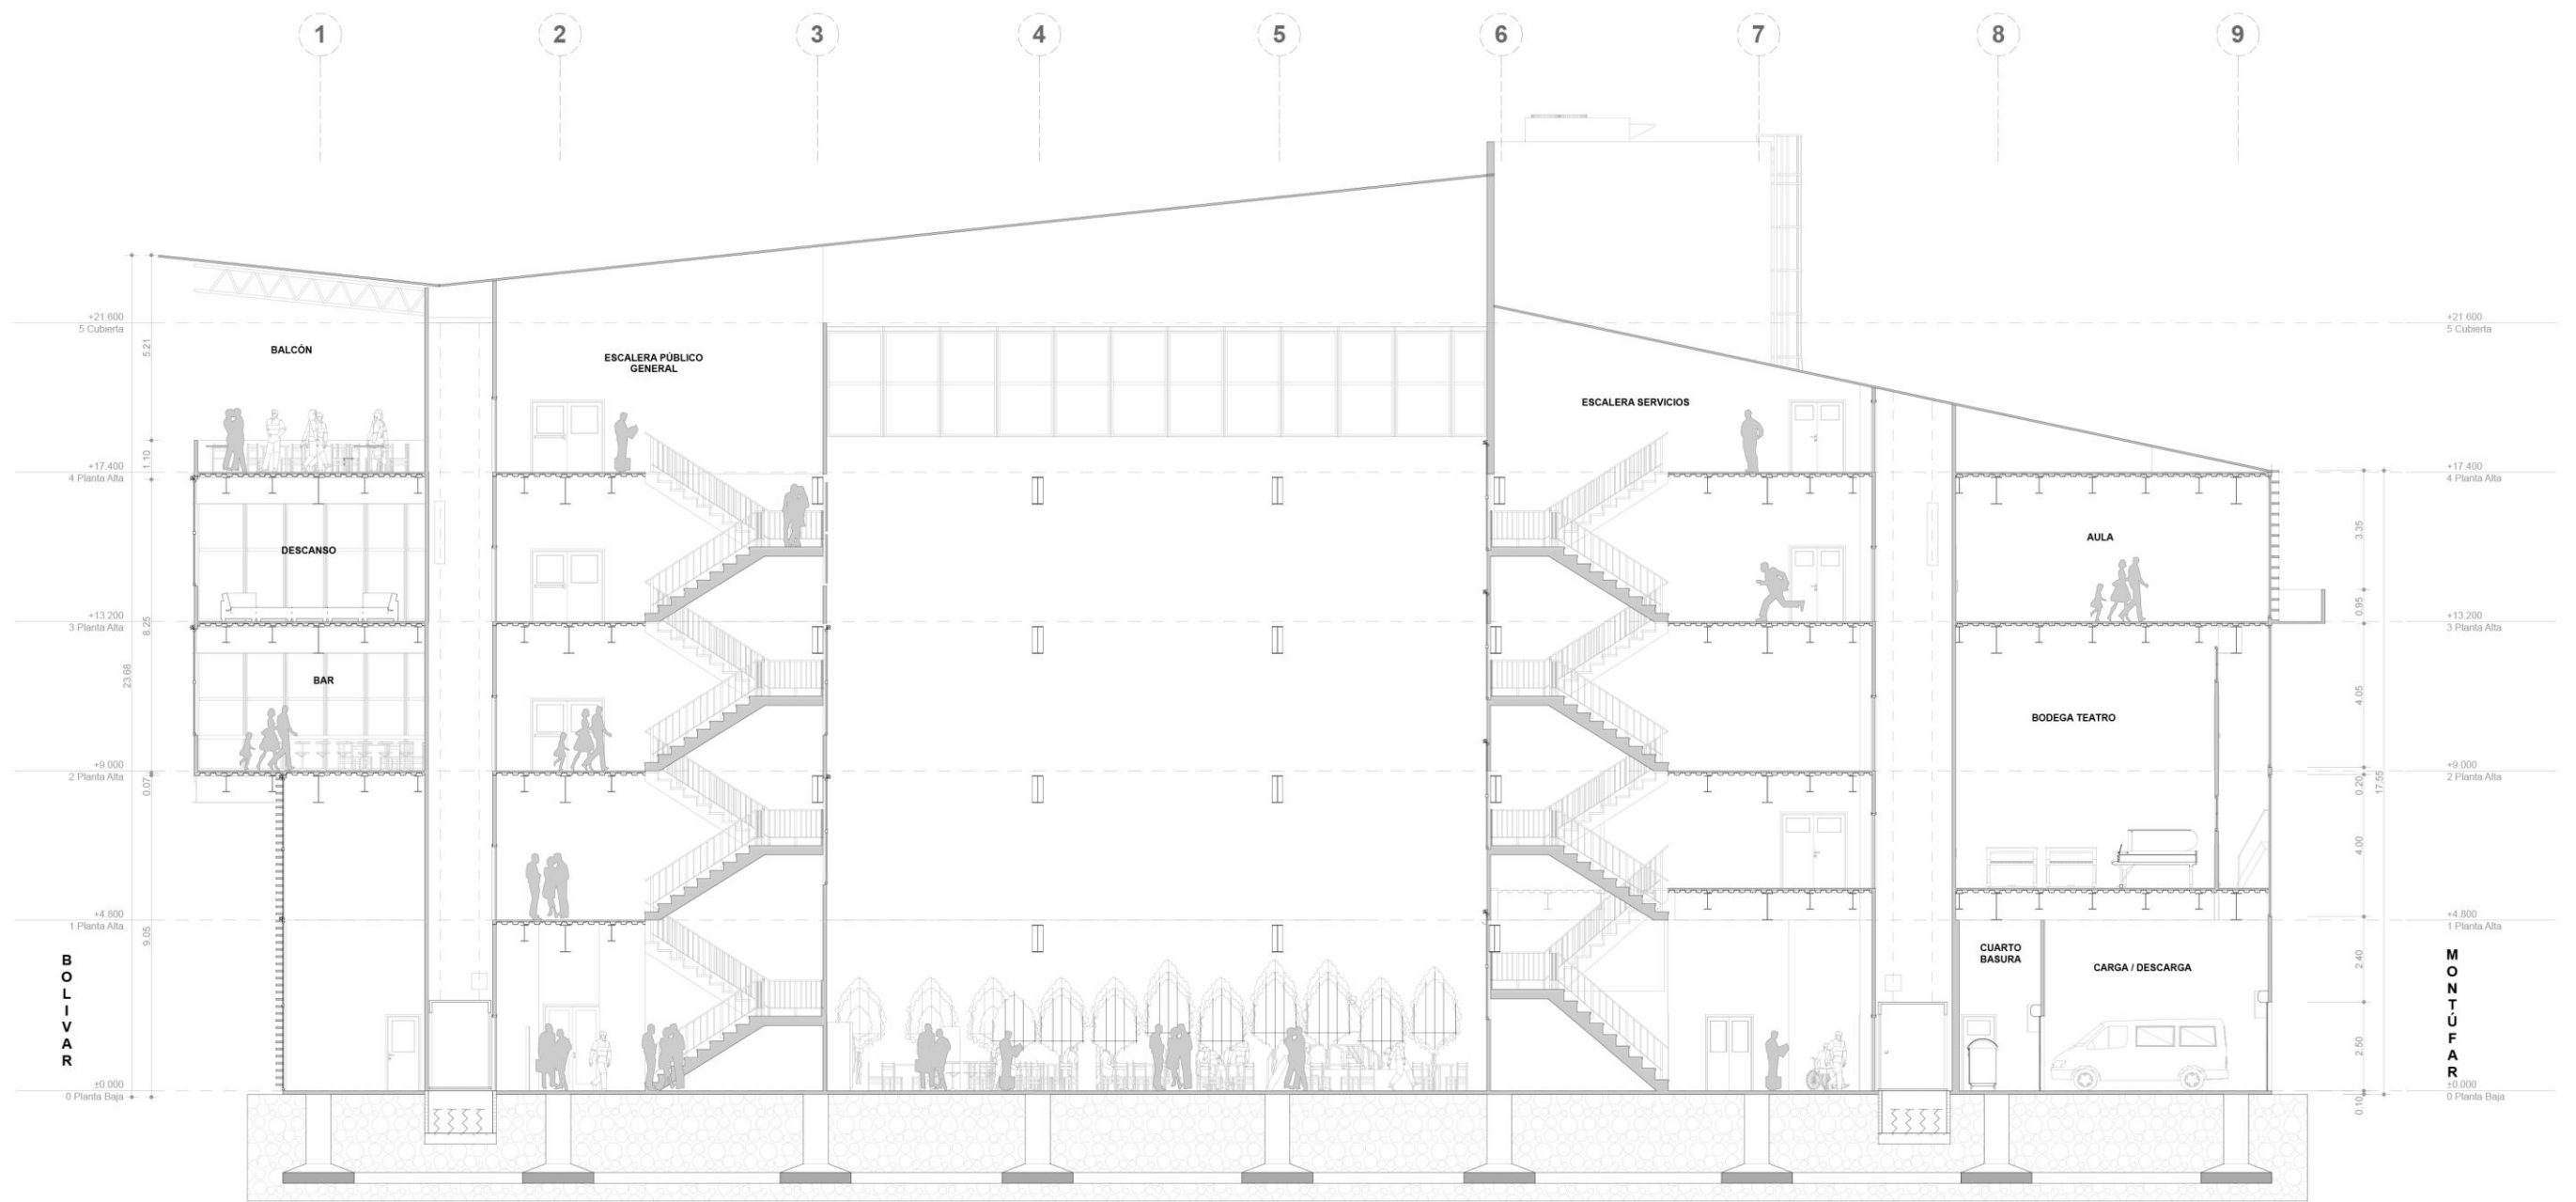 1
2
3
4
5
6
7
8
9
+21.600
5 Cubierta
+17.400
4 Planta Alta
+13.200
3 Planta Alta
+9.000
2 Planta Alta
+4.800
1 Planta Alta
±0.000
0 Planta Baja
5.21
1.10
8.25
0.07
9.05
23.68
BOLIVAR
BALCÓN
DESCANSO
BAR
ESCALERA PÚBLICO
GENERAL
ESCALERA SERVICIOS
AULA
BODEGA TEATRO
CUARTO
BASURA
CARGA / DESCARGA
3.35
0.95
4.05
0.20
4.00
2.40
2.50
0.10
17.55
+21.600
5 Cubierta
+17.400
4 Planta Alta
+13.200
3 Planta Alta
+9.000
2 Planta Alta
+4.800
1 Planta Alta
MONTÚFAR
±0.000
0 Planta Baja